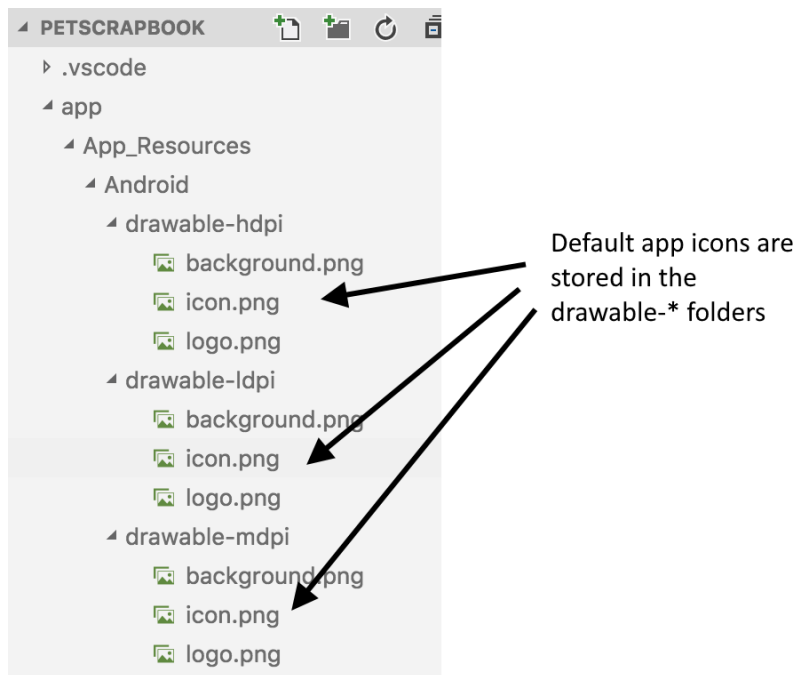 PETSCRAPBOOK
.vscode
app
App_Resources
Android
drawable-hdpi
background.png
icon.png
logo.png
drawable-ldpi
background.png
icon.png
logo.png
drawable-mdpi
background.png
icon.png
logo.png
Default app icons are
stored in the
drawable-* folders